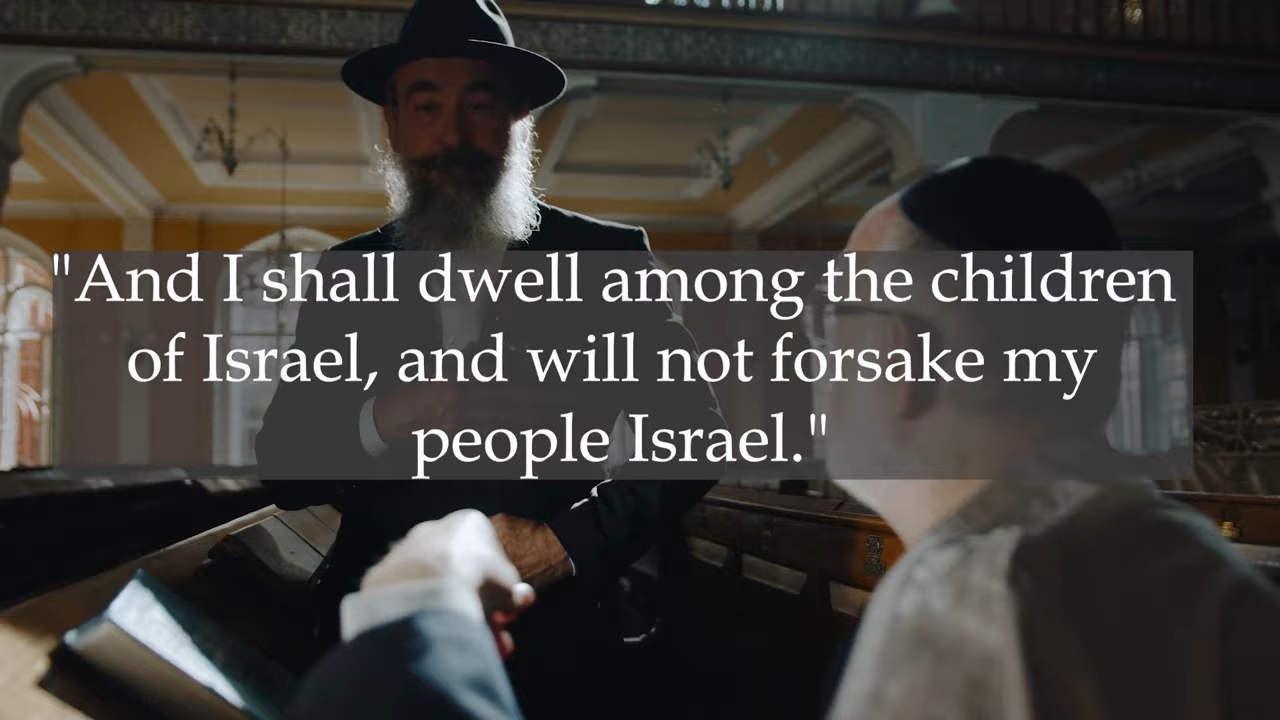 "And I shall dwell among the children
of Israel, and will not forsake my
people Israel."